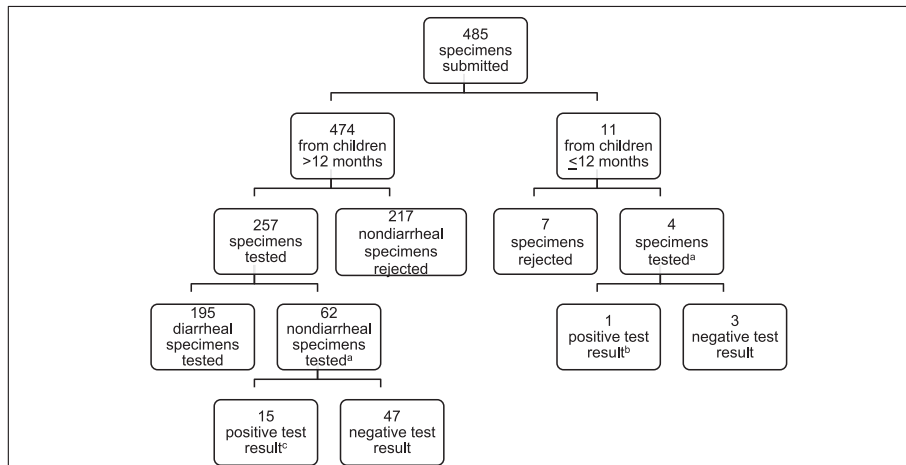 485
specimens
submitted
474
from children
>12 months
11
from children
≤12 months
257
specimens
tested
217
nondiarrheal
specimens
rejected
7
specimens
rejected
4
specimens
testedᵃ
195
diarrheal
specimens
tested
62
nondiarrheal
specimens
testedᵃ
1
positive test
resultᵇ
3
negative test
result
15
positive test
resultᶜ
47
negative test
result